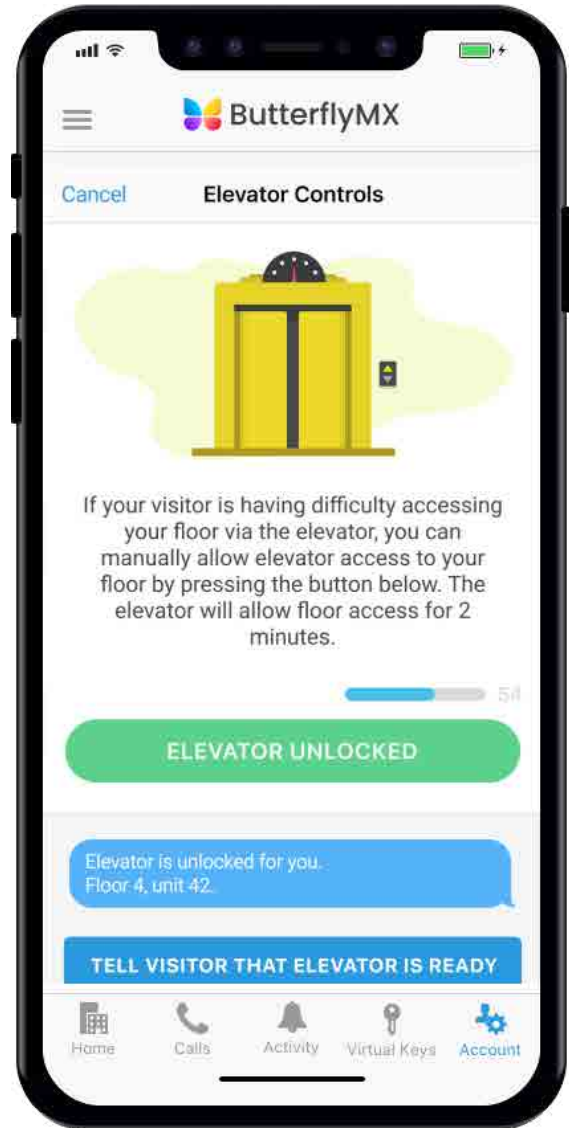 ButterflyMX
Cancel
Elevator Controls
If your visitor is having difficulty accessing
your floor via the elevator, you can
manually allow elevator access to your
floor by pressing the button below. The
elevator will allow floor access for 2
minutes.
54
ELEVATOR UNLOCKED
Elevator is unlocked for you.
Floor 4, unit 42.
TELL VISITOR THAT ELEVATOR IS READY
Home
Calls
Activity
Virtual Keys
Account